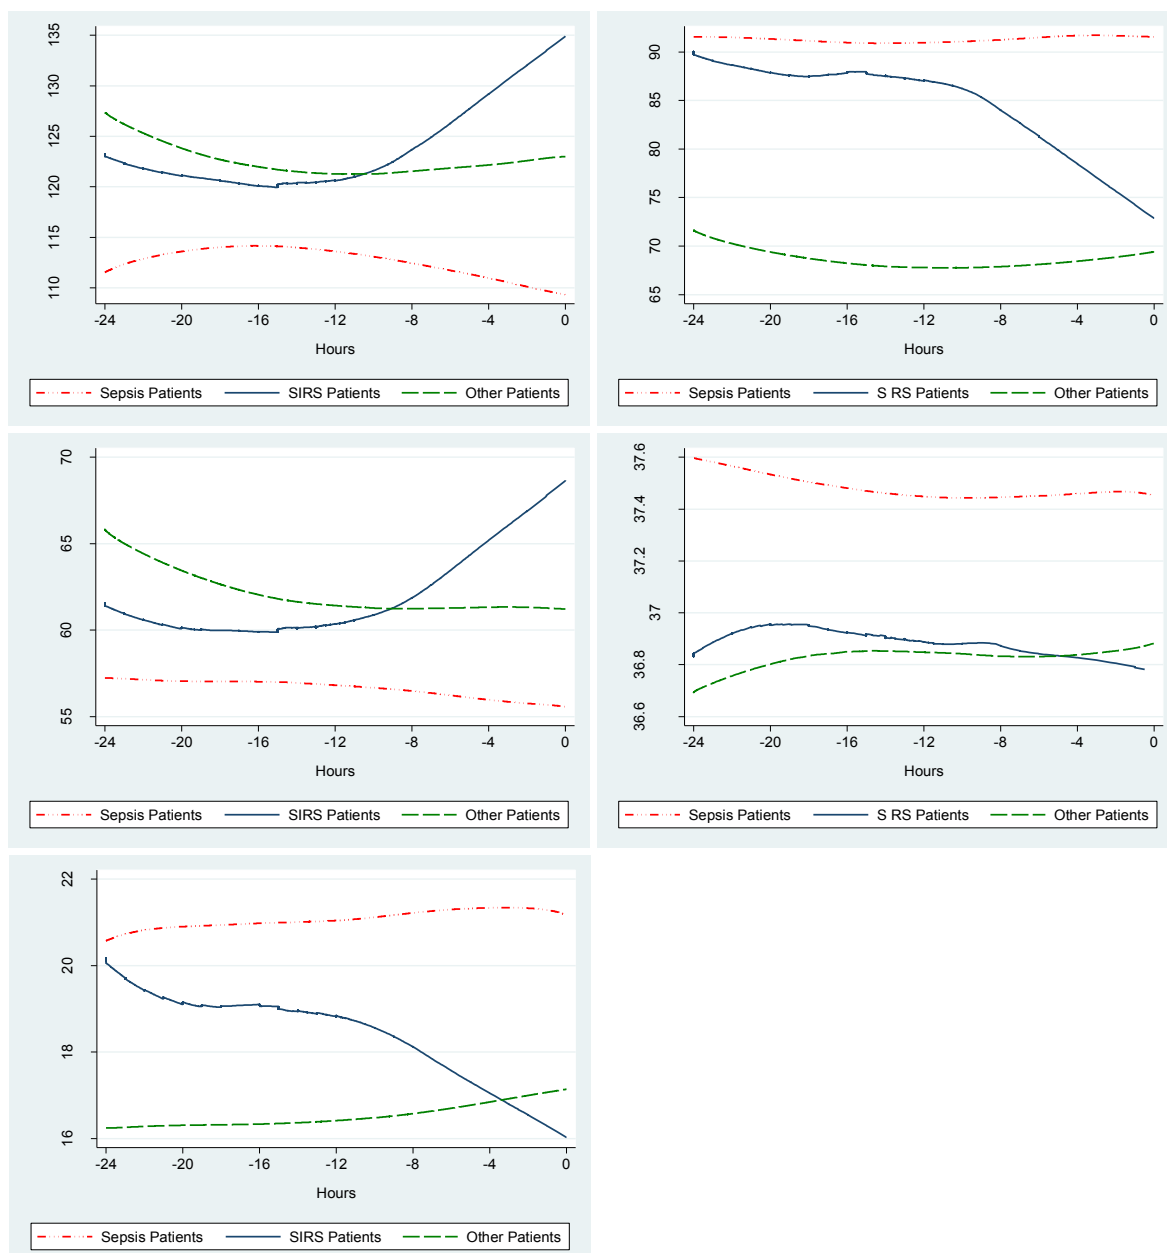 135
130
125
120
115
110
-24 -20 -16 -12 -8 -4 0
Hours
Sepsis Patients SIRS Patients Other Patients
90
85
80
75
70
65
-24 -20 -16 -12 -8 -4 0
Hours
Sepsis Patients S RS Patients Other Patients
70
65
60
55
-24 -20 -16 -12 -8 -4 0
Hours
Sepsis Patients SIRS Patients Other Patients
37.6
37.4
37.2
37
36.8
36.6
-24 -20 -16 -12 -8 -4 0
Hours
Sepsis Patients S RS Patients Other Patients
22
20
18
16
-24 -20 -16 -12 -8 -4 0
Hours
Sepsis Patients SIRS Patients Other Patients